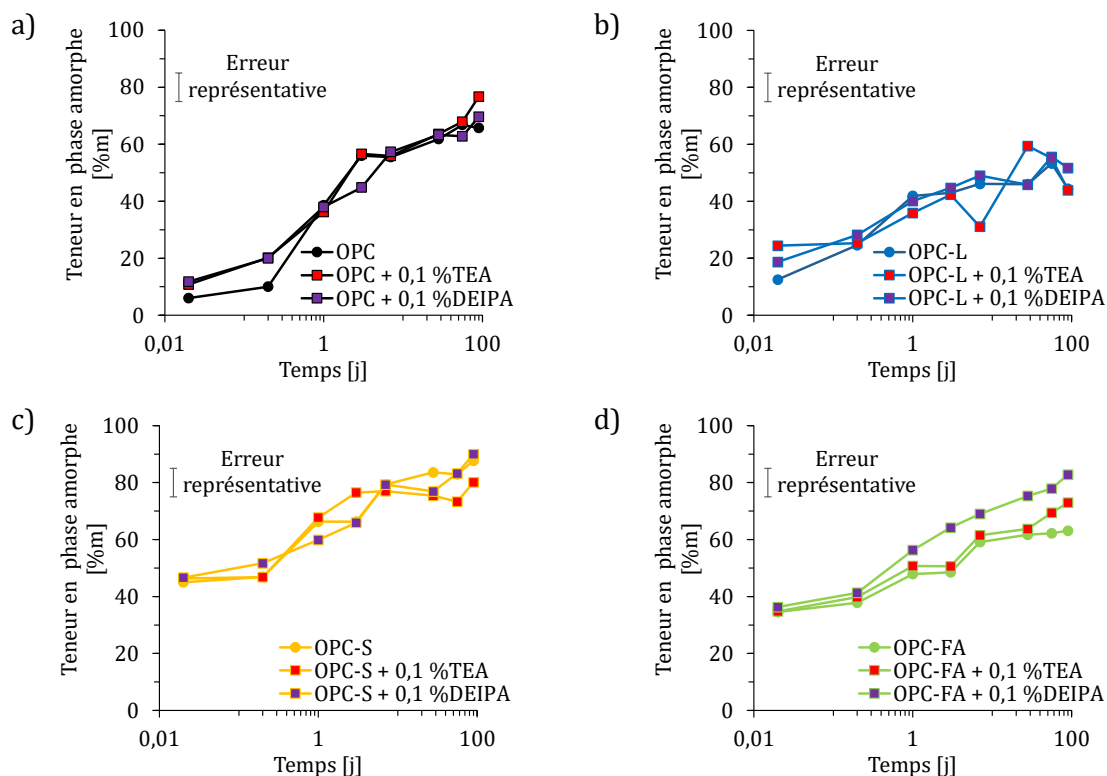 a)
Teneur en phase amorphe
[%m]
100
80
60
40
20
0
Erreur
représentative
OPC
OPC + 0,1 %TEA
OPC + 0,1 %DEIPA
0,01
1
100
Temps [j]
b)
Teneur en phase amorphe
[%m]
100
80
60
40
20
0
Erreur
représentative
OPC-L
OPC-L + 0,1 %TEA
OPC-L + 0,1 %DEIPA
0,01
1
100
Temps [j]
c)
Teneur en phase amorphe
[%m]
100
80
60
40
20
0
Erreur
représentative
OPC-S
OPC-S + 0,1 %TEA
OPC-S + 0,1 %DEIPA
0,01
1
100
Temps [j]
d)
Teneur en phase amorphe
[%m]
100
80
60
40
20
0
Erreur
représentative
OPC-FA
OPC-FA + 0,1 %TEA
OPC-FA + 0,1 %DEIPA
0,01
1
100
Temps [j]